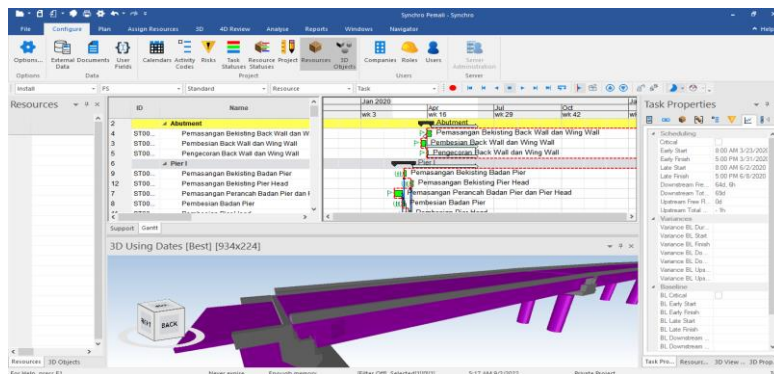 Synchro Pemali - Synchro
File Configure Plan Assign Resources 3D 4D Review Analyse Reports Windows Navigator Help
Options... External Data Documents User Fields Calendars Activity Codes Risks Task Statuses Resource Statuses Project Resources 3D Objects Companies Roles Users Server Administration
Options Data Project Users Server
Install FS Standard Resource Task
Resources
ID Name
Jan 2020
Apr Jul Oct
wk 3 wk 16 wk 29 wk 42
2 Abutment
Abutment
4 ST00... Pemasangan Bekisting Back Wall dan W
Pemasangan Bekisting Back Wall dan Wing Wall
3 ST00... Pembesian Back Wall dan Wing Wall
Pembesian Back Wall dan Wing Wall
5 ST00... Pengecoran Back Wall dan Wing Wall
Pengecoran Back Wall dan Wing Wall
6 Pier I
Pier I
9 ST00... Pemasangan Bekisting Badan Pier
Pemasangan Bekisting Badan Pier
12 ST00... Pemasangan Bekisting Pier Head
Pemasangan Bekisting Pier Head
7 ST00... Pemasangan Perancah Badan Pier dan I
Pemasangan Perancah Badan Pier dan Pier Head
8 ST00... Pembesian Badan Pier
Pembesian Badan Pier
Support Gantt
3D Using Dates [Best] [934x224]
BACK
Resources 3D Objects
Task Properties
Scheduling
Critical
Early Start 8:00 AM 3/23/202
Early Finish 5:00 PM 3/31/202
Late Start
Late Finish 5:00 PM 6/8/2020
Downstream Fre... 64d, 6h
Downstream Tot... 69d
Upstream Free Fl... 0d
Upstream Total ... - 1h
Variances
Variance BL Dur...
Variance BL Start
Variance BL Finish
Variance BL Do...
Variance BL Do...
Variance BL Ups...
Variance BL Ups...
Baseline
BL Critical
BL Early Start
BL Early Finish
BL Late Start
BL Late Finish
BL Downstream ...
BL Downstream ...
Task Pro... Resourc... 3D View ... 3D Prop...
For Help, press F1 Never expire Enough memory 5:17 AM 9/2/2022 Private Project